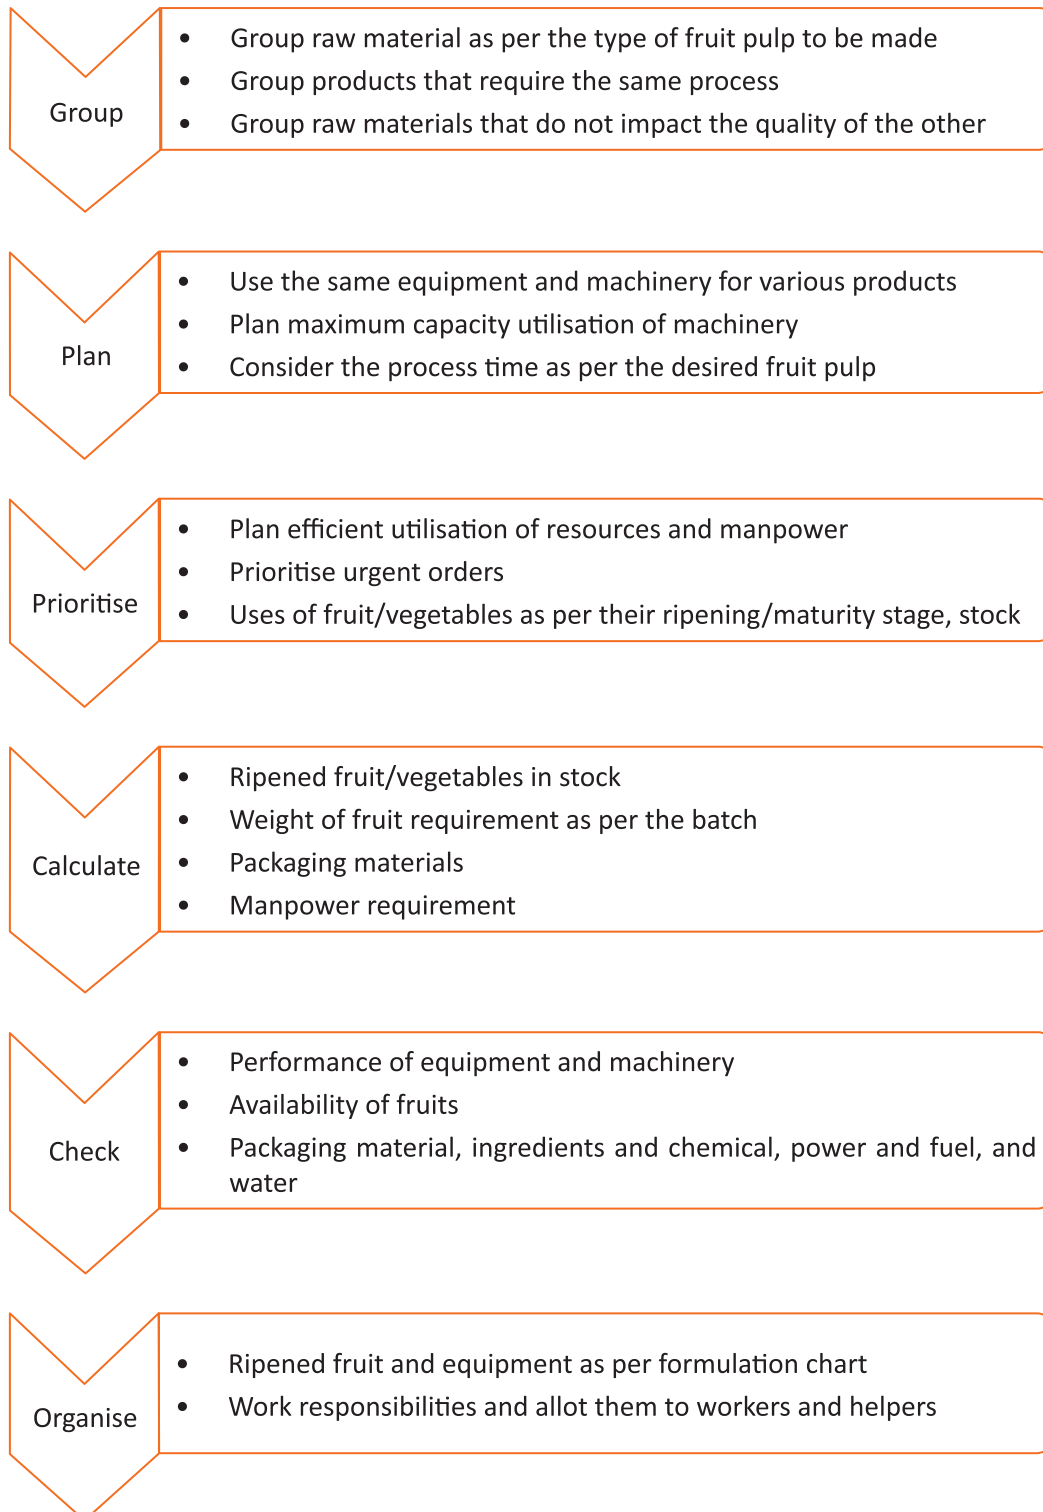 Group
• Group raw material as per the type of fruit pulp to be made
• Group products that require the same process
• Group raw materials that do not impact the quality of the other
Plan
• Use the same equipment and machinery for various products
• Plan maximum capacity utilisation of machinery
• Consider the process time as per the desired fruit pulp
Prioritise
• Plan efficient utilisation of resources and manpower
• Prioritise urgent orders
• Uses of fruit/vegetables as per their ripening/maturity stage, stock
Calculate
• Ripened fruit/vegetables in stock
• Weight of fruit requirement as per the batch
• Packaging materials
• Manpower requirement
Check
• Performance of equipment and machinery
• Availability of fruits
• Packaging material, ingredients and chemical, power and fuel, and
water
Organise
• Ripened fruit and equipment as per formulation chart
• Work responsibilities and allot them to workers and helpers